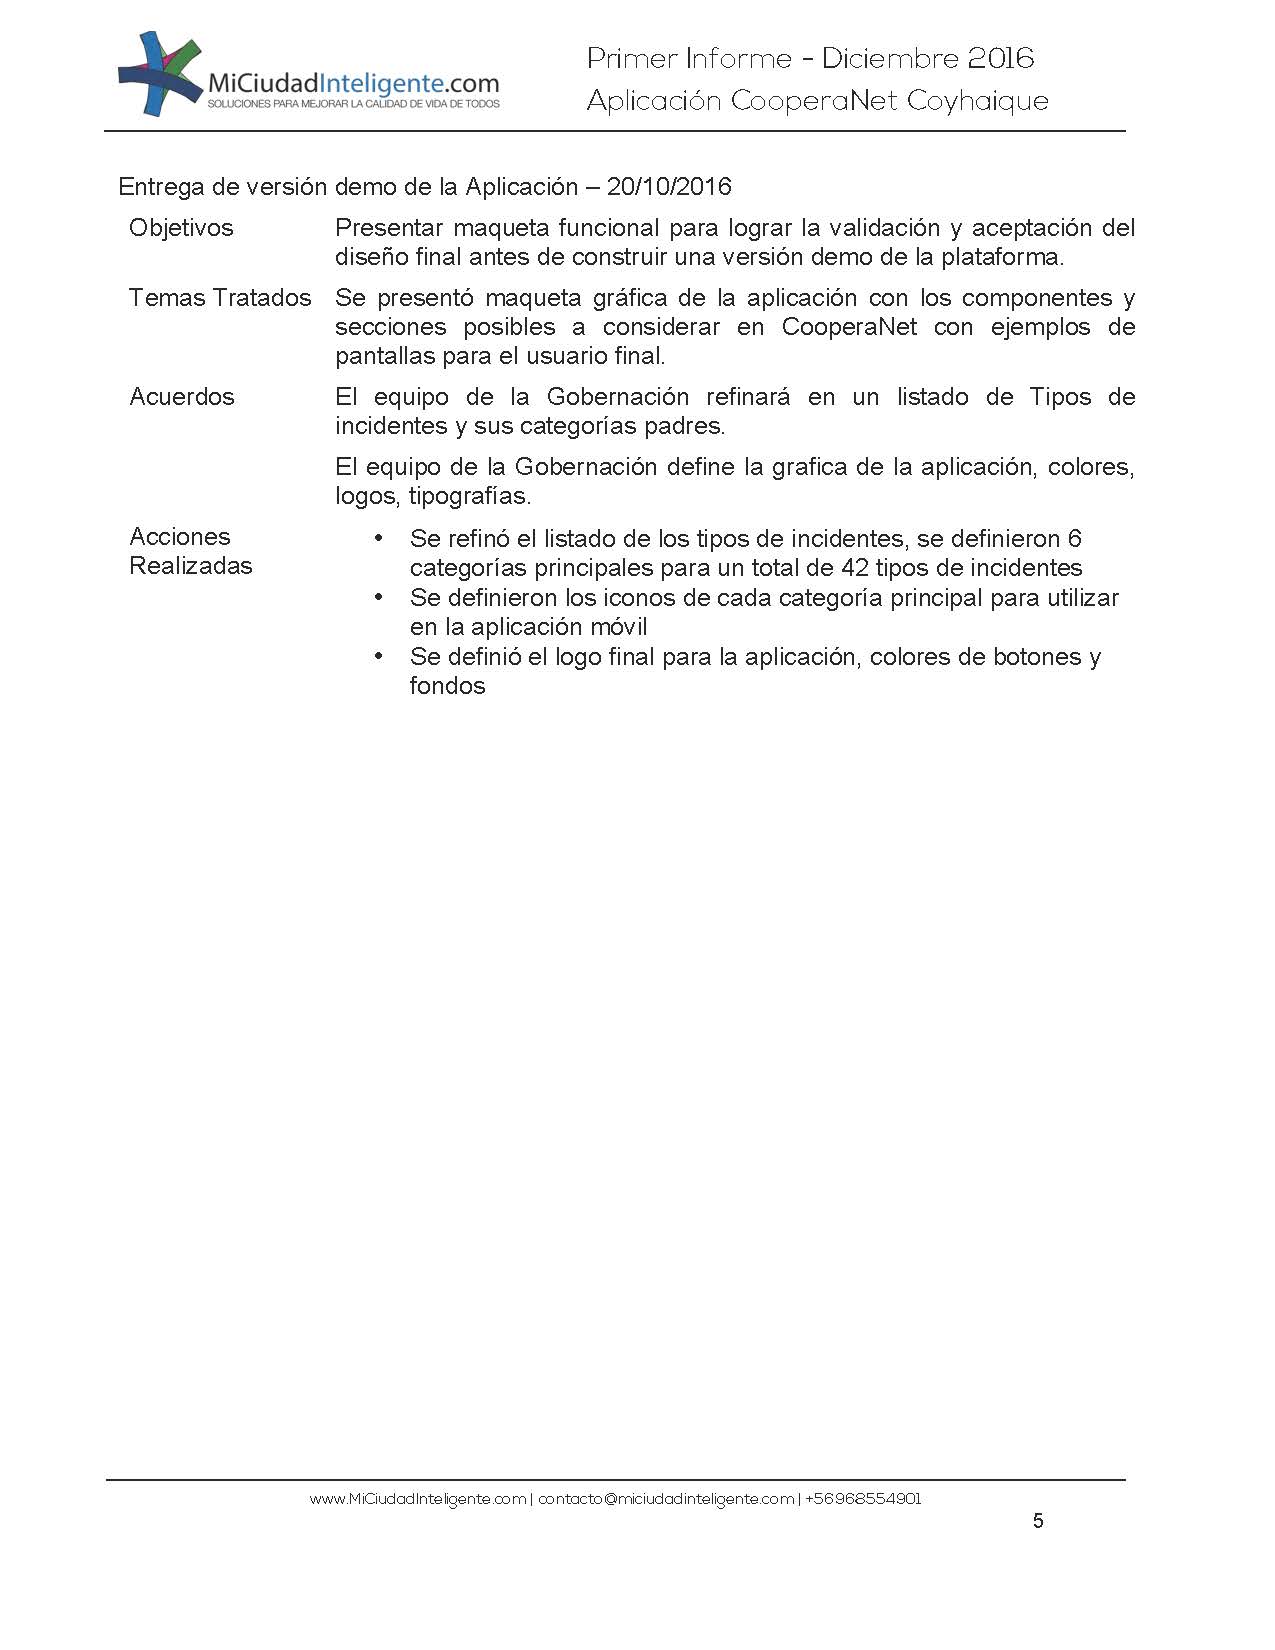 MiCiudadInteligente.com
SOLUCIONES PARA MEJORAR LA CALIDAD DE VIDA DE TODOS
Primer Informe - Diciembre 2016
Aplicación CooperaNet Coyhaique
Entrega de versión demo de la Aplicación – 20/10/2016
Objetivos
Presentar maqueta funcional para lograr la validación y aceptación del
diseño final antes de construir una versión demo de la plataforma.
Temas Tratados
Se presentó maqueta gráfica de la aplicación con los componentes y
secciones posibles a considerar en CooperaNet con ejemplos de
pantallas para el usuario final.
Acuerdos
El equipo de la Gobernación refinará en un listado de Tipos de
incidentes y sus categorías padres.
El equipo de la Gobernación define la grafica de la aplicación, colores,
logos, tipografías.
Acciones
Realizadas
• Se refinó el listado de los tipos de incidentes, se definieron 6
categorías principales para un total de 42 tipos de incidentes
• Se definieron los iconos de cada categoría principal para utilizar
en la aplicación móvil
• Se definió el logo final para la aplicación, colores de botones y
fondos
www.MiCiudadInteligente.com | contacto@miciudadinteligente.com | +56968554901
5